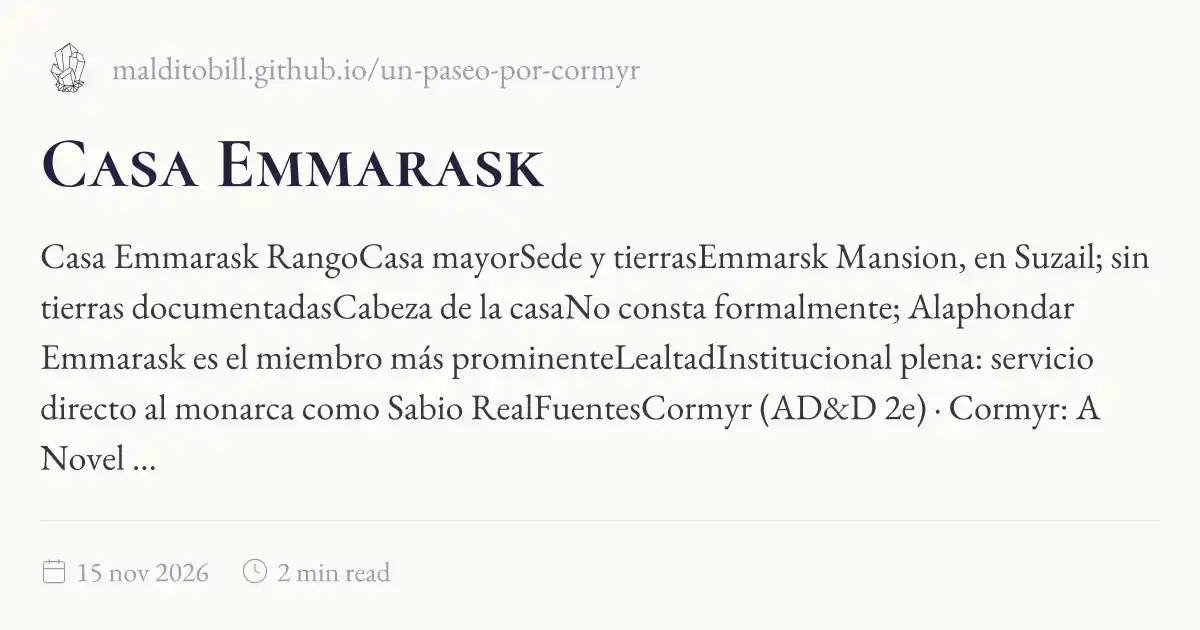 malditobill.github.io/un-paseo-por-cormyr
Casa Emmarask
Casa Emmarask RangoCasa mayorSede y tierrasEmmarsk Mansion, en Suzail; sin
tierras documentadasCabeza de la casaNo consta formalmente; Alaphondar
Emmarask es el miembro más prominenteLealtadInstitucional plena: servicio
directo al monarca como Sabio RealFuentesCormyr (AD&D 2e) · Cormyr: A
Novel ...
15 nov 2026 2 min read